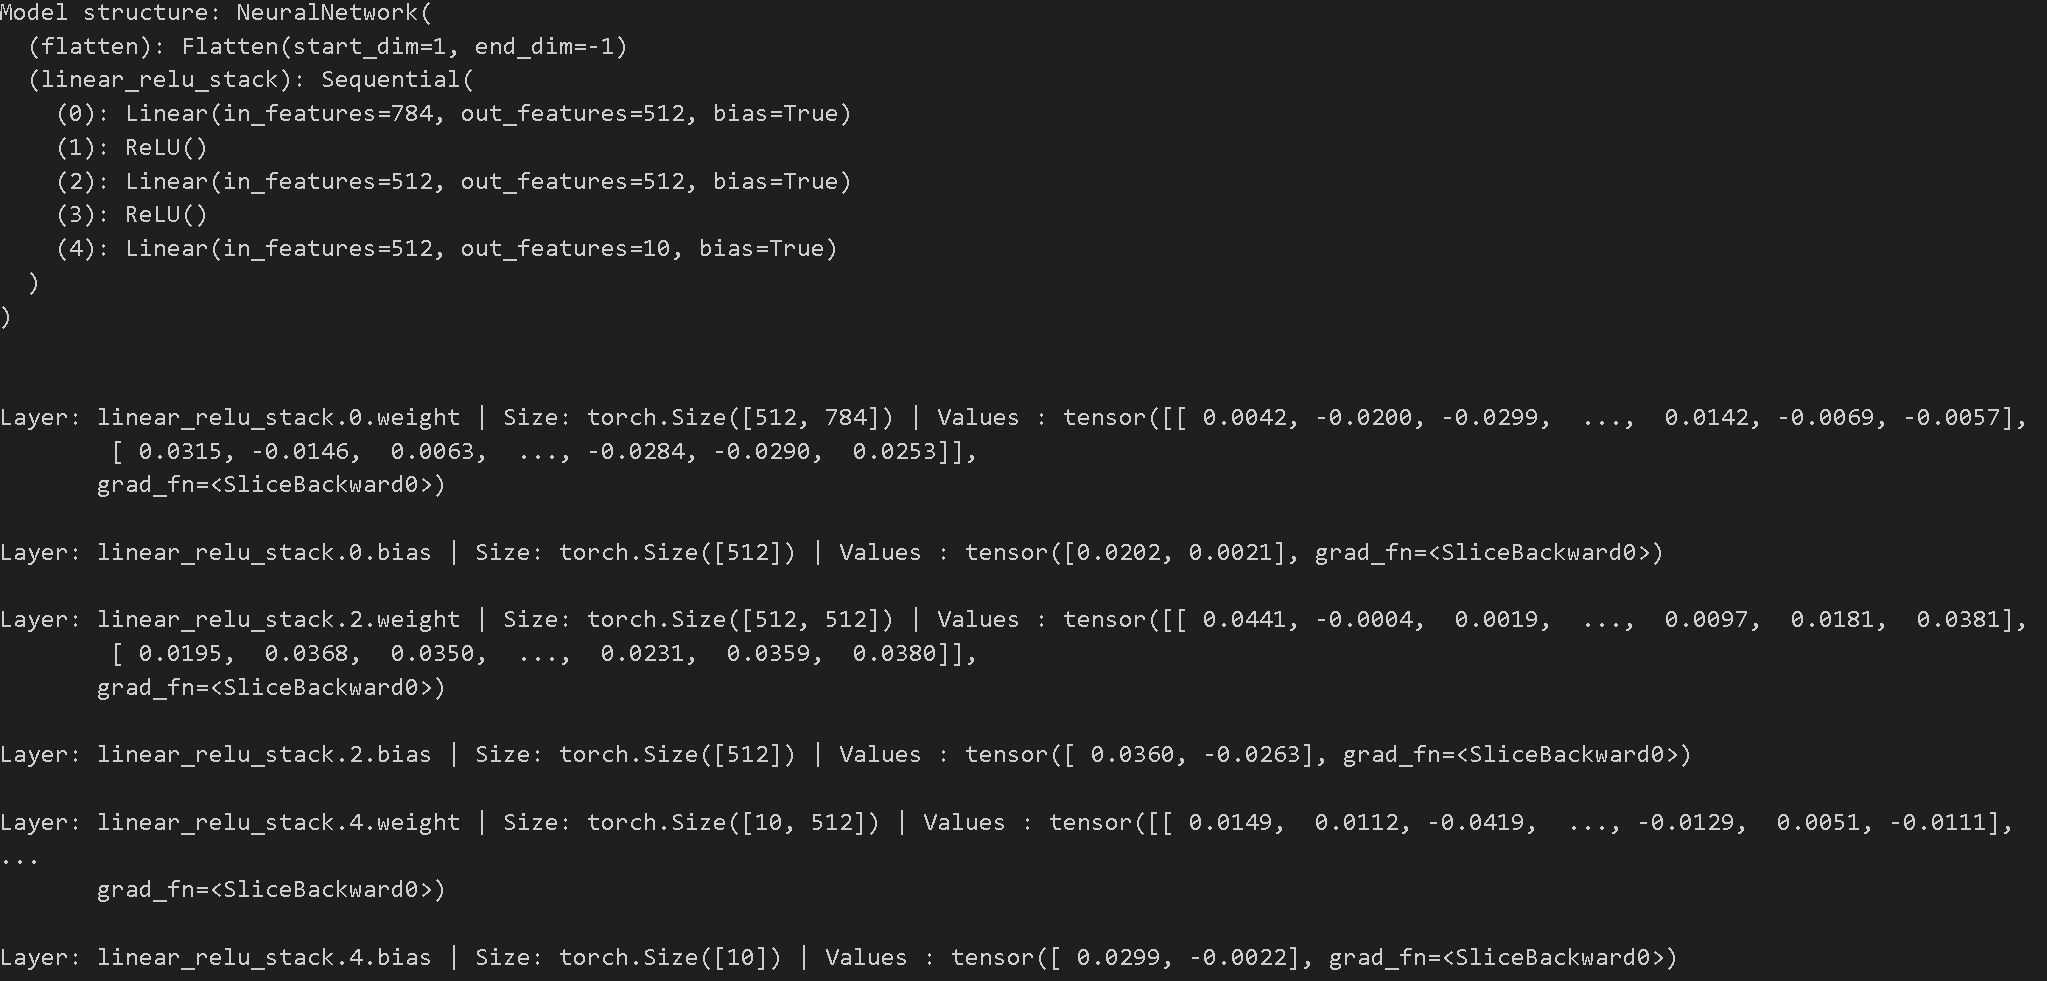 Model structure: NeuralNetwork(
  (flatten): Flatten(start_dim=1, end_dim=-1)
  (linear_relu_stack): Sequential(
    (0): Linear(in_features=784, out_features=512, bias=True)
    (1): ReLU()
    (2): Linear(in_features=512, out_features=512, bias=True)
    (3): ReLU()
    (4): Linear(in_features=512, out_features=10, bias=True)
  )
)
Layer: linear_relu_stack.0.weight | Size: torch.Size([512, 784]) | Values : tensor([[ 0.0042, -0.0200, -0.0299,  ...,  0.0142, -0.0069, -0.0057],
        [ 0.0315, -0.0146,  0.0063,  ..., -0.0284, -0.0290,  0.0253]],
       grad_fn=<SliceBackward0>)
Layer: linear_relu_stack.0.bias | Size: torch.Size([512]) | Values : tensor([0.0202, 0.0021], grad_fn=<SliceBackward0>)
Layer: linear_relu_stack.2.weight | Size: torch.Size([512, 512]) | Values : tensor([[ 0.0441, -0.0004,  0.0019,  ...,  0.0097,  0.0181,  0.0381],
        [ 0.0195,  0.0368,  0.0350,  ...,  0.0231,  0.0359,  0.0380]],
       grad_fn=<SliceBackward0>)
Layer: linear_relu_stack.2.bias | Size: torch.Size([512]) | Values : tensor([ 0.0360, -0.0263], grad_fn=<SliceBackward0>)
Layer: linear_relu_stack.4.weight | Size: torch.Size([10, 512]) | Values : tensor([[ 0.0149,  0.0112, -0.0419,  ..., -0.0129,  0.0051, -0.0111],
...
       grad_fn=<SliceBackward0>)
Layer: linear_relu_stack.4.bias | Size: torch.Size([10]) | Values : tensor([ 0.0299, -0.0022], grad_fn=<SliceBackward0>)